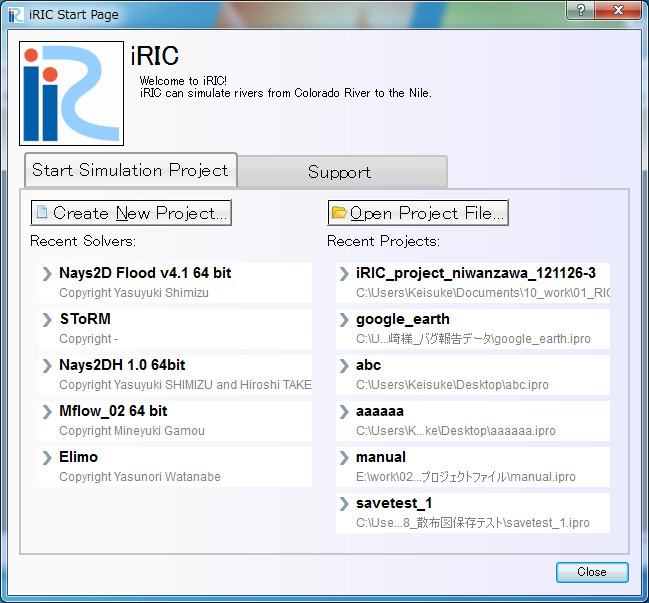 iRIC Start Page
iRIC
iRIC
Welcome to iRIC!
iRIC can simulate rivers from Colorado River to the Nile.
Start Simulation Project
Support
Create New Project...
Open Project File...
Recent Solvers:
Recent Projects:
Nays2D Flood v4.1 64 bit
Copyright Yasuyuki Shimizu
SToRM
Copyright -
Nays2DH 1.0 64bit
Copyright Yasuyuki SHIMIZU and Hiroshi TAKE
Mflow_02 64 bit
Copyright Mineyuki Gamou
Elimo
Copyright Yasunori Watanabe
iRIC_project_niwanzawa_121126-3
C:\Users\Keisuke\Documents\10_work\01_RIC
google_earth
C:\U...崎様_バグ報告データ\google_earth.ipro
abc
C:\Users\Keisuke\Desktop\abc.ipro
aaaaaa
C:\Users\K...ke\Desktop\aaaaaa.ipro
manual
E:\work\02...プロジェクトファイル\manual.ipro
savetest_1
C:\Use...8_散布図保存テスト\savetest_1.ipro
Close